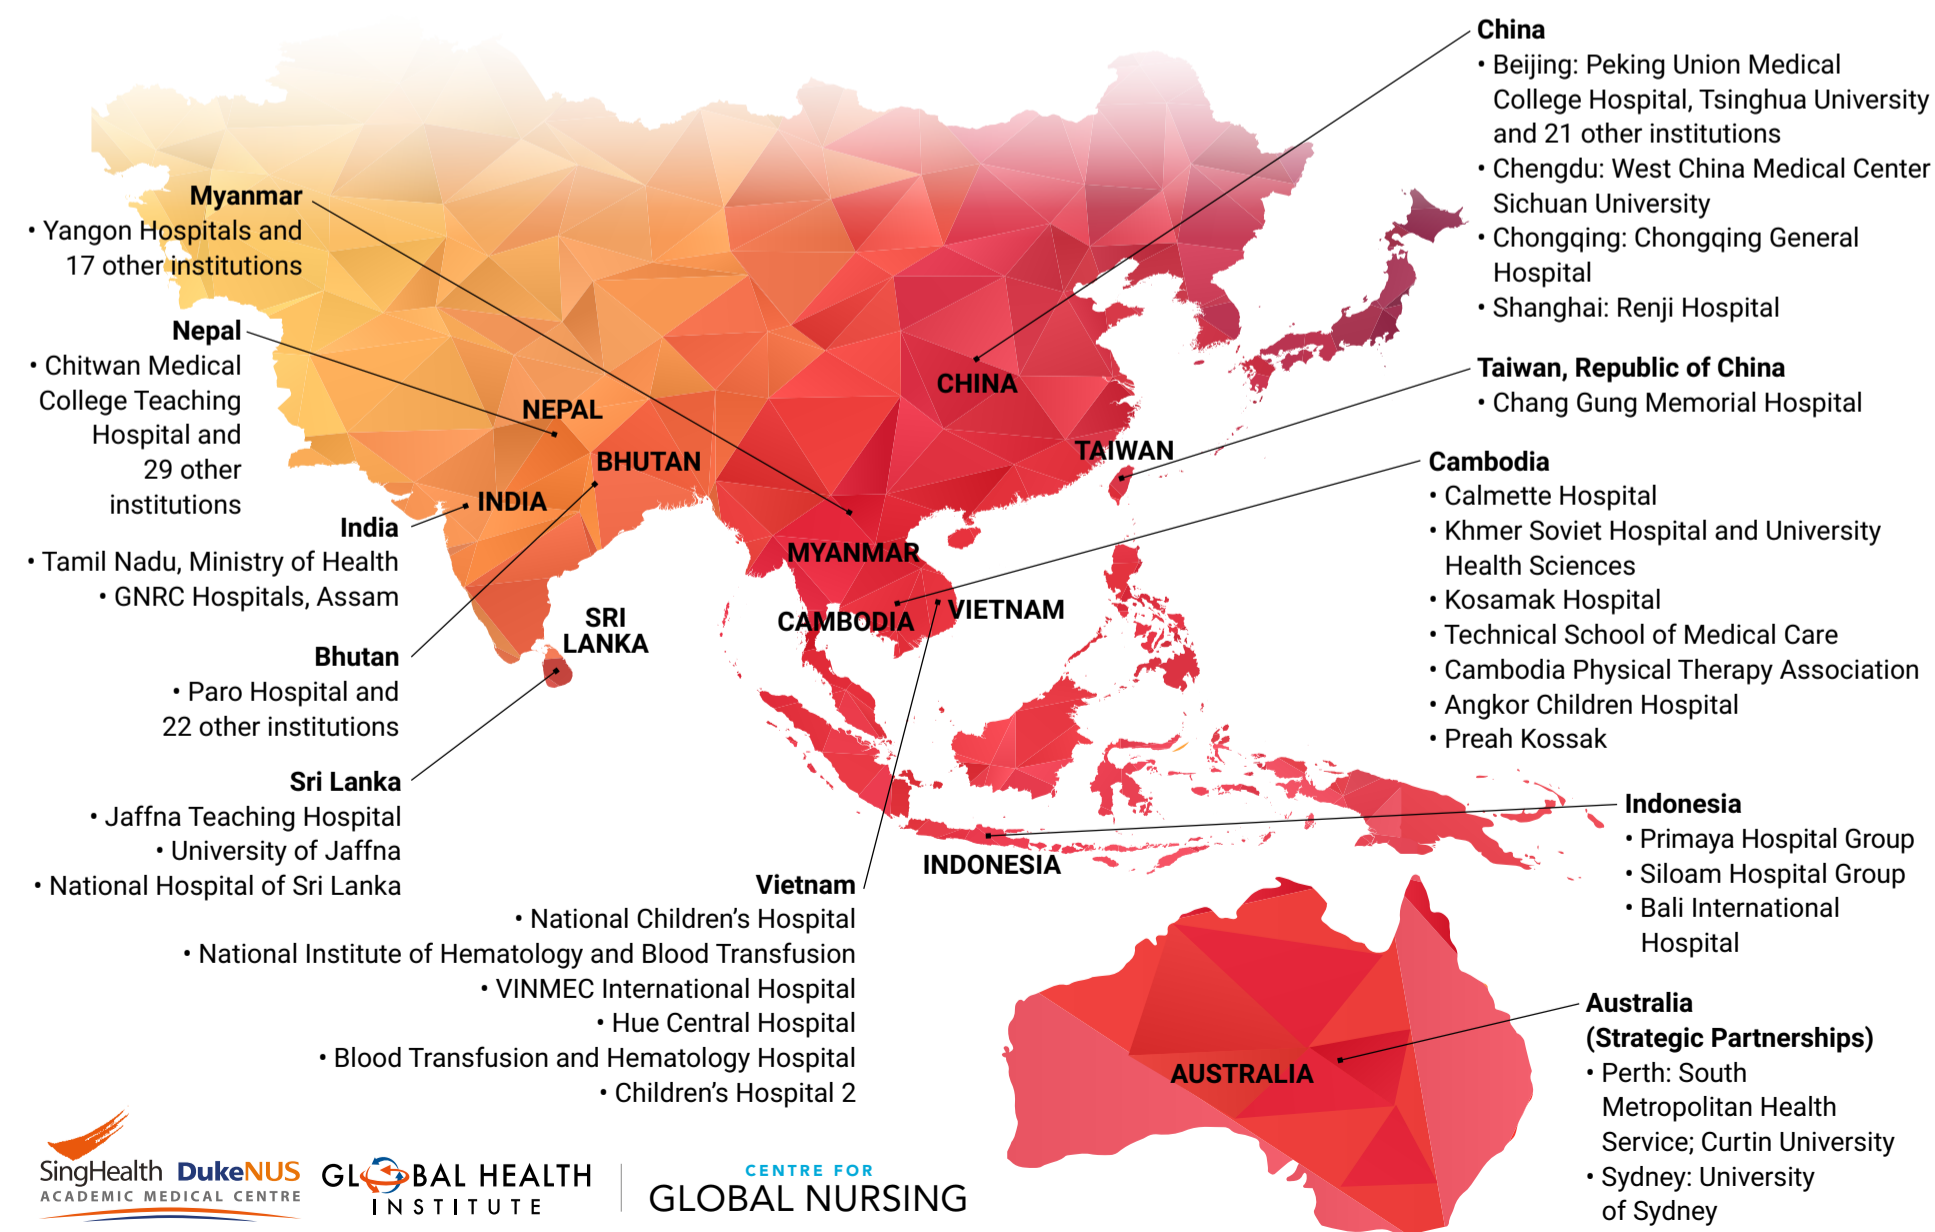 Myanmar
• Yangon Hospitals and
17 other institutions
Nepal
• Chitwan Medical
College Teaching
Hospital and
29 other
institutions
India
• Tamil Nadu, Ministry of Health
• GNRC Hospitals, Assam
Bhutan
• Paro Hospital and
22 other institutions
Sri Lanka
• Jaffna Teaching Hospital
• University of Jaffna
• National Hospital of Sri Lanka
Vietnam
• National Children’s Hospital
• National Institute of Hematology and Blood Transfusion
• VINMEC International Hospital
• Hue Central Hospital
• Blood Transfusion and Hematology Hospital
• Children’s Hospital 2
NEPAL
BHUTAN
INDIA
SRI
LANKA
CHINA
TAIWAN
MYANMAR
CAMBODIA
VIETNAM
INDONESIA
AUSTRALIA
China
• Beijing: Peking Union Medical
College Hospital, Tsinghua University
and 21 other institutions
• Chengdu: West China Medical Center
Sichuan University
• Chongqing: Chongqing General
Hospital
• Shanghai: Renji Hospital
Taiwan, Republic of China
• Chang Gung Memorial Hospital
Cambodia
• Calmette Hospital
• Khmer Soviet Hospital and University
Health Sciences
• Kosamak Hospital
• Technical School of Medical Care
• Cambodia Physical Therapy Association
• Angkor Children Hospital
• Preah Kossak
Indonesia
• Primaya Hospital Group
• Siloam Hospital Group
• Bali International
Hospital
Australia
(Strategic Partnerships)
• Perth: South
Metropolitan Health
Service; Curtin University
• Sydney: University
of Sydney
SingHealth DukeNUS
ACADEMIC MEDICAL CENTRE
GLOBAL HEALTH
INSTITUTE
CENTRE FOR
GLOBAL NURSING